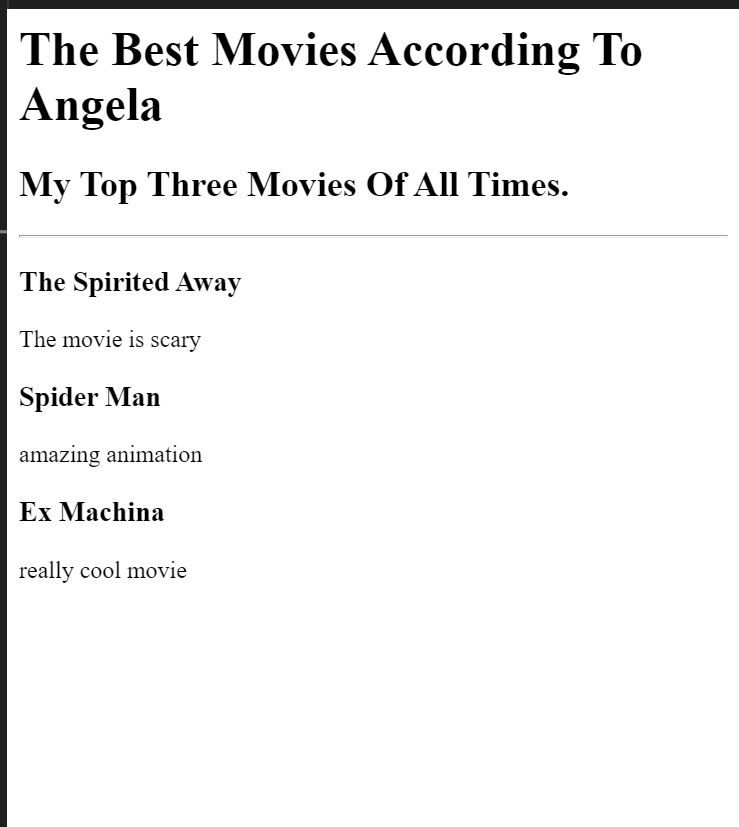 The Best Movies According To
Angela
My Top Three Movies Of All Times.
The Spirited Away
The movie is scary
Spider Man
amazing animation
Ex Machina
really cool movie